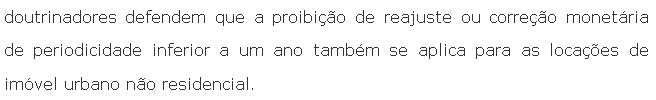 doutrinadores defendem que a proibição de reajuste ou correção monetária
de periodicidade inferior a um ano também se aplica para as locações de
imóvel urbano não residencial.